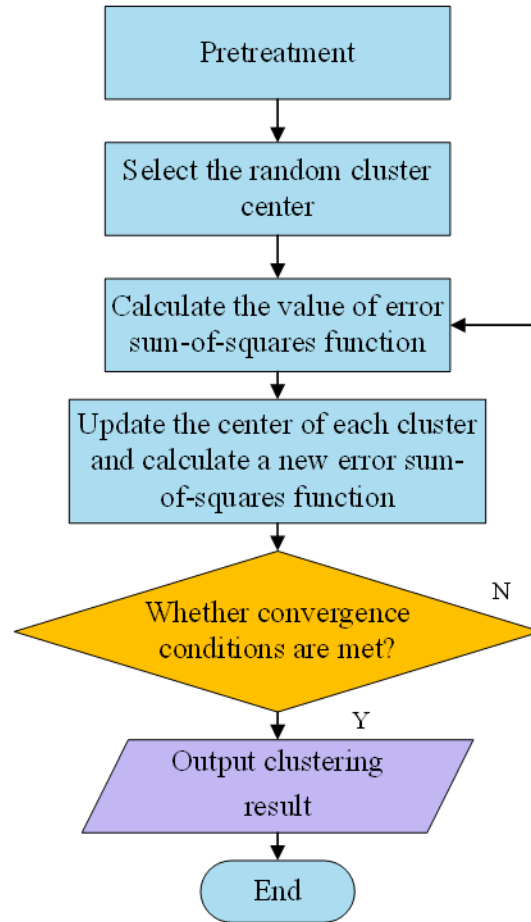 Pretreatment
Select the random cluster
center
Calculate the value of error
sum-of-squares function
Update the center of each cluster
and calculate a new error sum-
of-squares function
N
Whether convergence
conditions are met?
Y
Output clustering
result
End